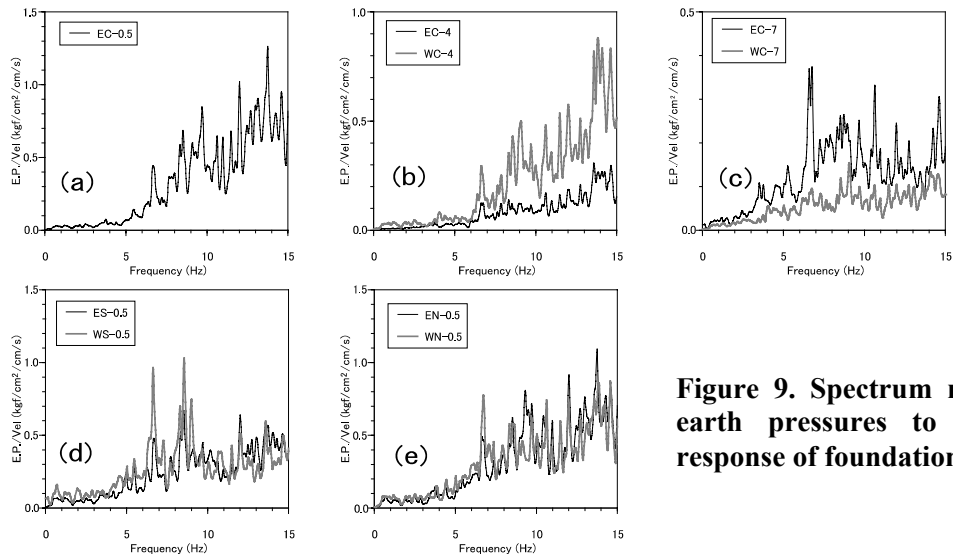 EC-0.5
E.P./Vel (kgf/cm²/cm/s)
1.5
1.0
0.5
0.0
(a)
0 5 10 15
Frequency (Hz)
EC-4
WC-4
E.P./Vel (kgf/cm²/cm/s)
1.0
0.5
0.0
(b)
0 5 10 15
Frequency (Hz)
EC-7
WC-7
E.P./Vel (kgf/cm²/cm/s)
0.5
0.0
(c)
0 5 10 15
Frequency (Hz)
ES-0.5
WS-0.5
E.P./Vel (kgf/cm²/cm/s)
1.5
1.0
0.5
0.0
(d)
0 5 10 15
Frequency (Hz)
EN-0.5
WN-0.5
E.P./Vel (kgf/cm²/cm/s)
1.5
1.0
0.5
0.0
(e)
0 5 10 15
Frequency (Hz)
Figure 9. Spectrum
earth pressures to
response of foundation